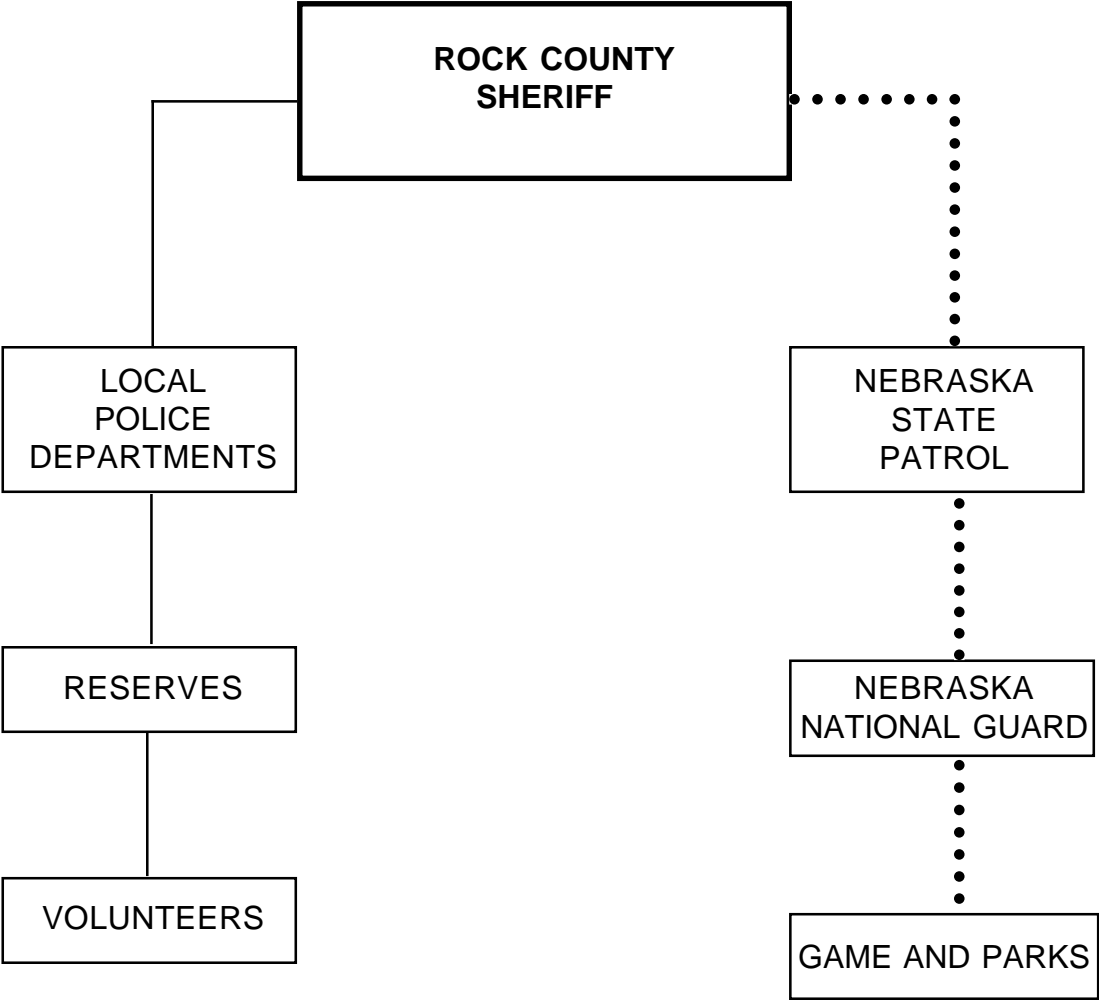 ROCK COUNTY
SHERIFF
LOCAL
POLICE
DEPARTMENTS
NEBRASKA
STATE
PATROL
RESERVES
NEBRASKA
NATIONAL GUARD
VOLUNTEERS
GAME AND PARKS